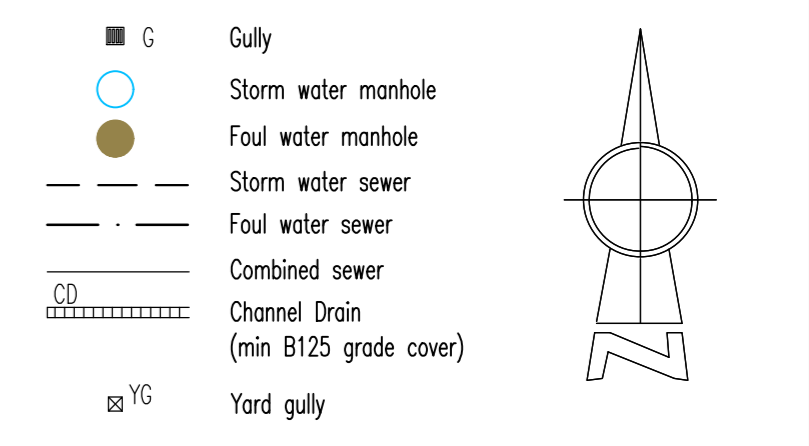 G Gully
Storm water manhole
Foul water manhole
Storm water sewer
Foul water sewer
Combined sewer
CD
Channel Drain
(min B125 grade cover)
YG Yard gully
N